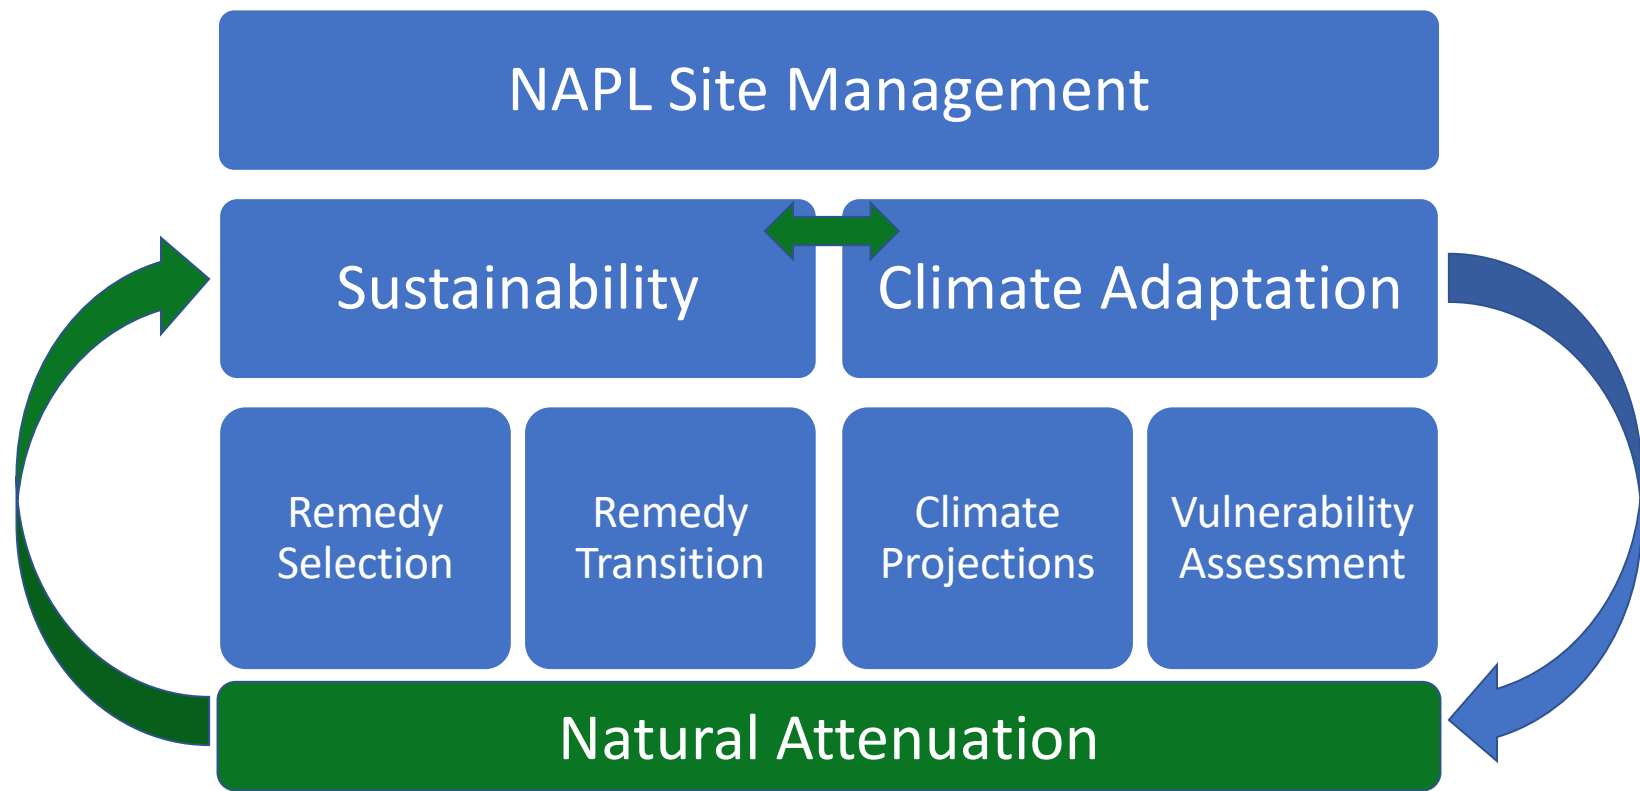 NAPL Site Management
Sustainability
Climate Adaptation
Remedy
Selection
Remedy
Transition
Climate
Projections
Vulnerability
Assessment
Natural Attenuation